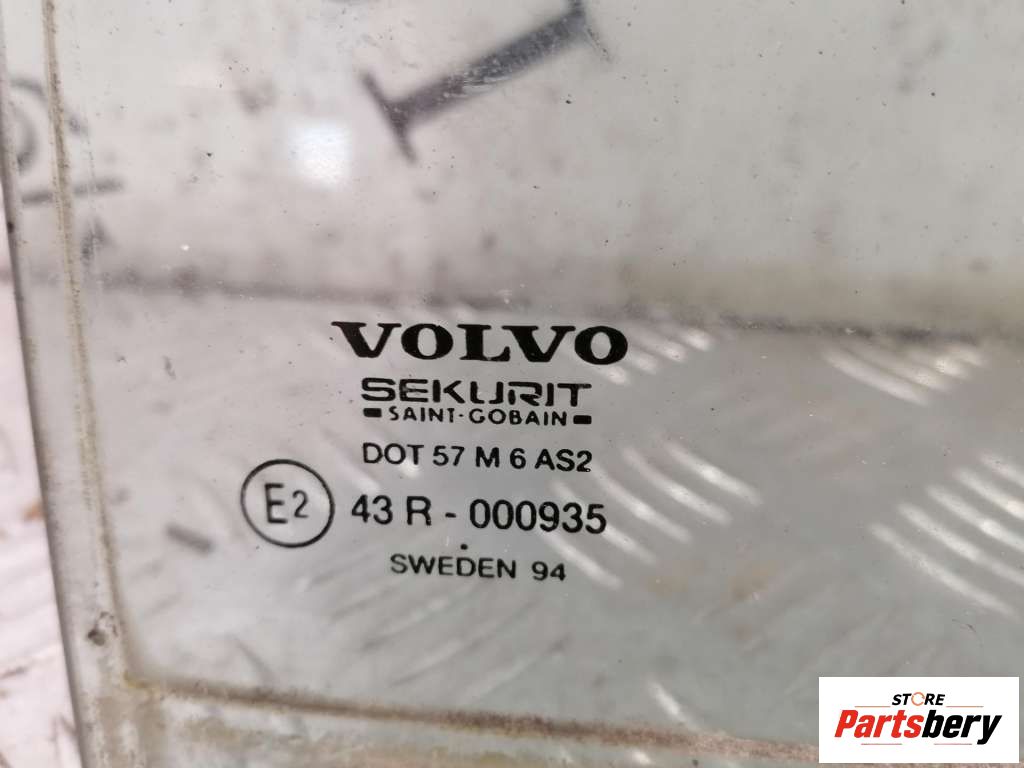 VOLVO
SEKURIT
SAINT-GOBAIN
DOT 57 M 6 AS2
E2 43 R - 000935
SWEDEN 94
STORE
Partsbery